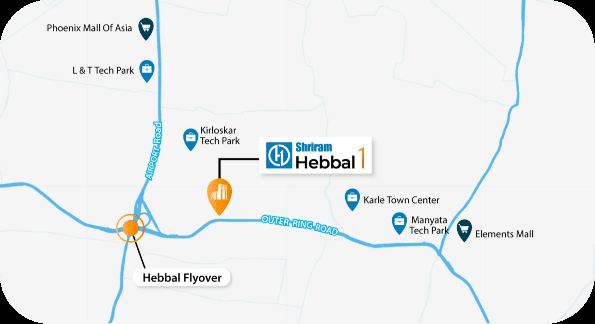 Phoenix Mall Of Asia
L & T Tech Park
AIRPORT Road
Kirloskar
Tech Park
Shriram
Hebbal 1
Karle Town Center
OUTER-RING ROAD
Manyata
Tech Park
Elements Mall
Hebbal Flyover